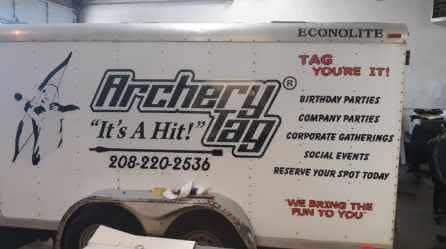 ECONOLITE
Archery
Tag
®
"It's A Hit!"
208-220-2536
TAG
YOU'RE IT!
BIRTHDAY PARTIES
COMPANY PARTIES
CORPORATE GATHERINGS
SOCIAL EVENTS
RESERVE YOUR SPOT TODAY
"WE BRING THE
FUN TO YOU"